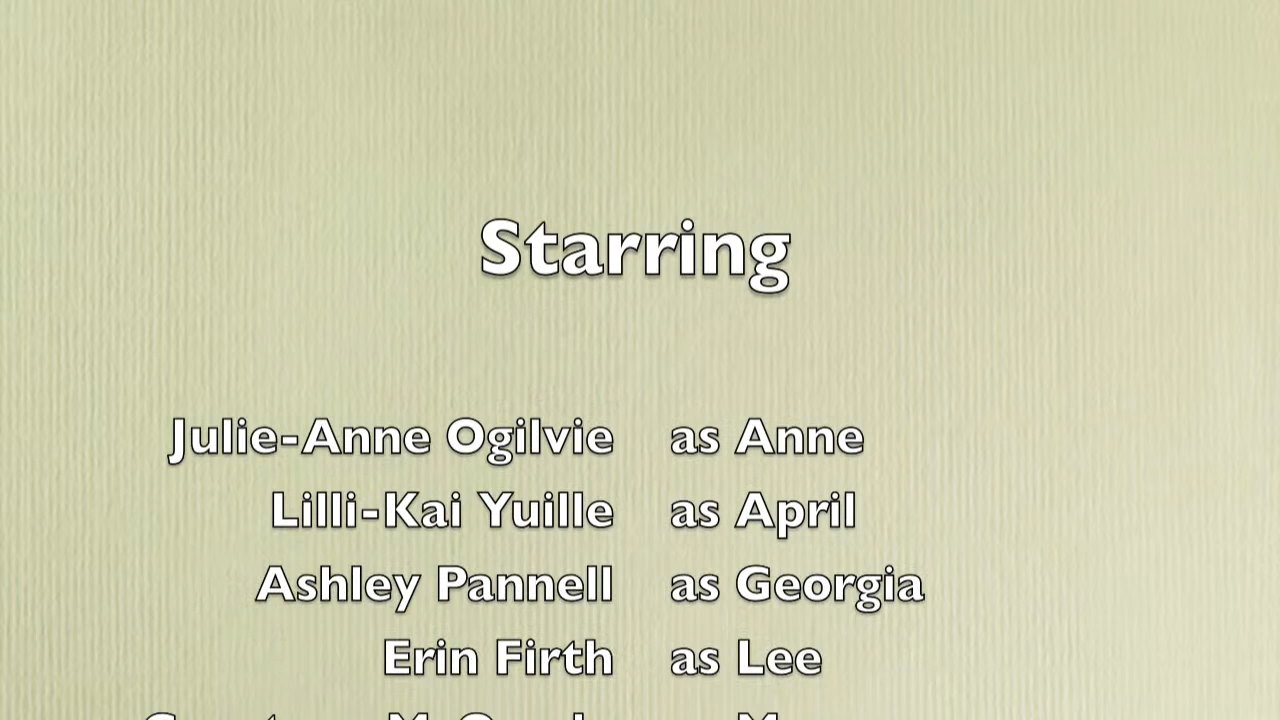 Starring
Julie-Anne Ogilvie as Anne
Lilli-Kai Yuille as April
Ashley Pannell as Georgia
Erin Firth as Lee